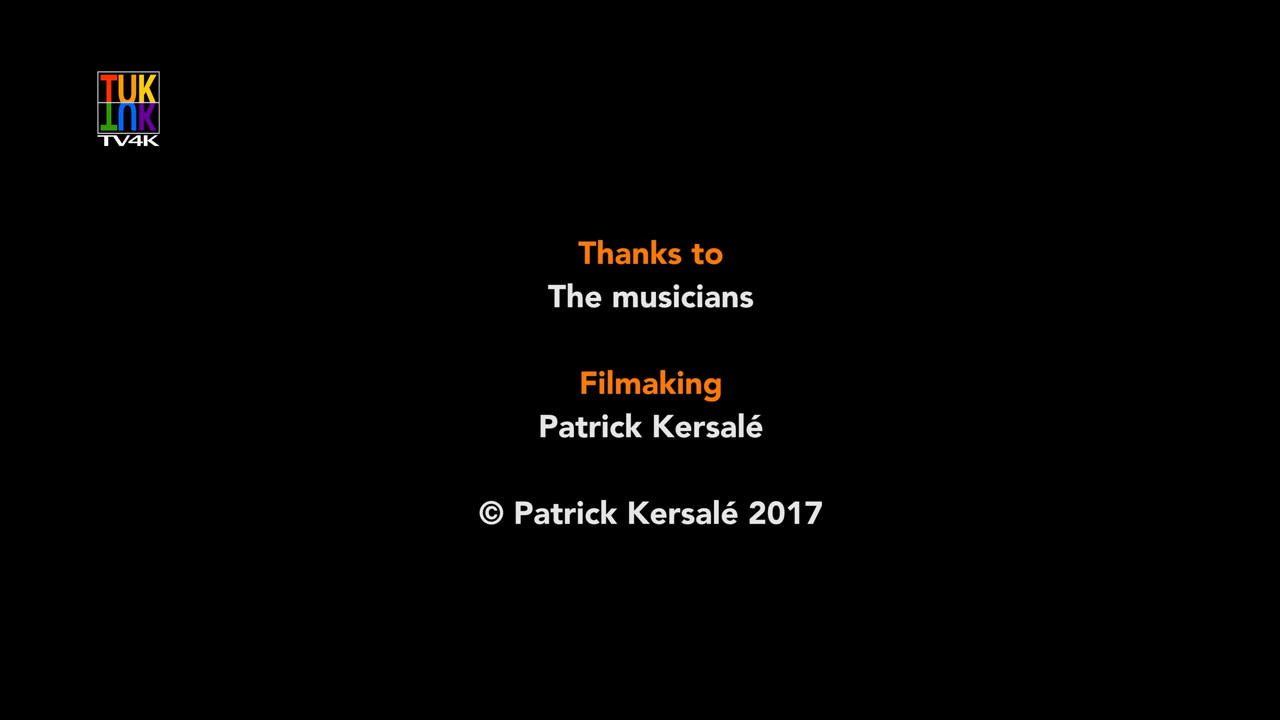 TUK
TUK
TV4K
Thanks to
The musicians
Filmaking
Patrick Kersalé
© Patrick Kersalé 2017